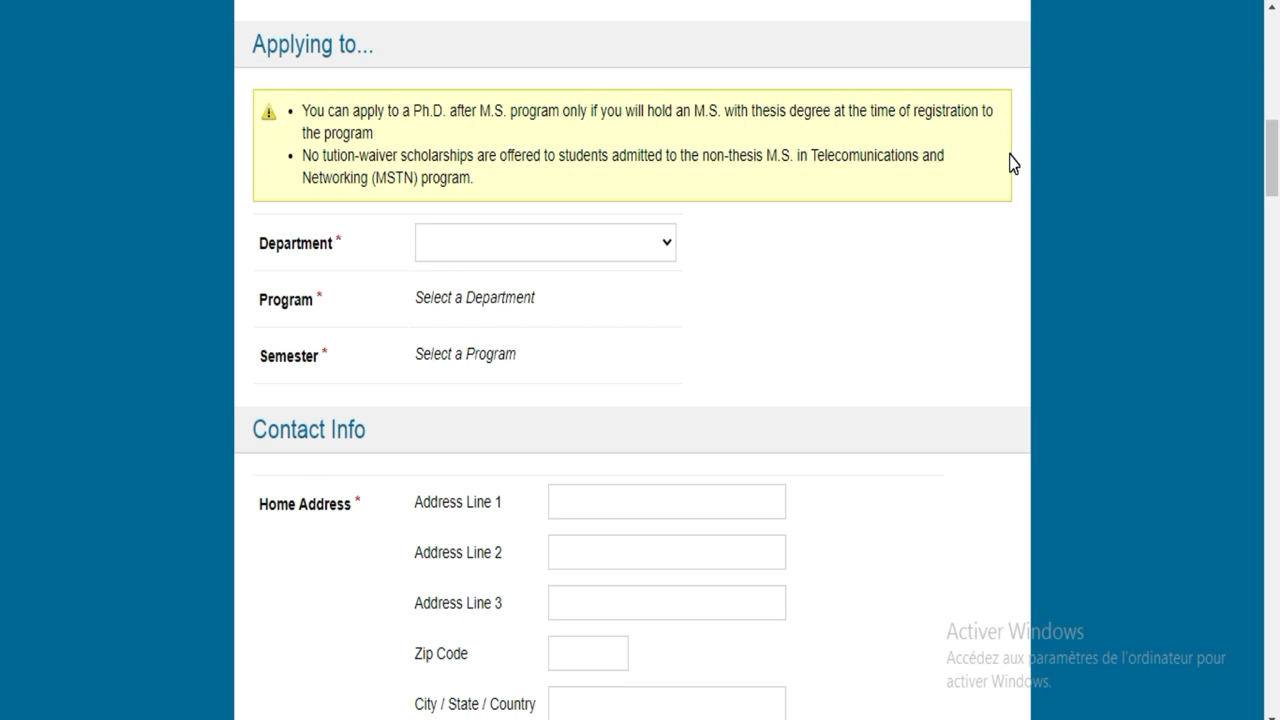 Applying to...
• You can apply to a Ph.D. after M.S. program only if you will hold an M.S. with thesis degree at the time of registration to
the program
• No tution-waiver scholarships are offered to students admitted to the non-thesis M.S. in Telecomunications and
Networking (MSTN) program.
Department *
Program * Select a Department
Semester * Select a Program
Contact Info
Home Address * Address Line 1
Address Line 2
Address Line 3
Zip Code
City / State / Country
Activer Windows
Accédez aux paramètres de l'ordinateur pour
activer Windows.